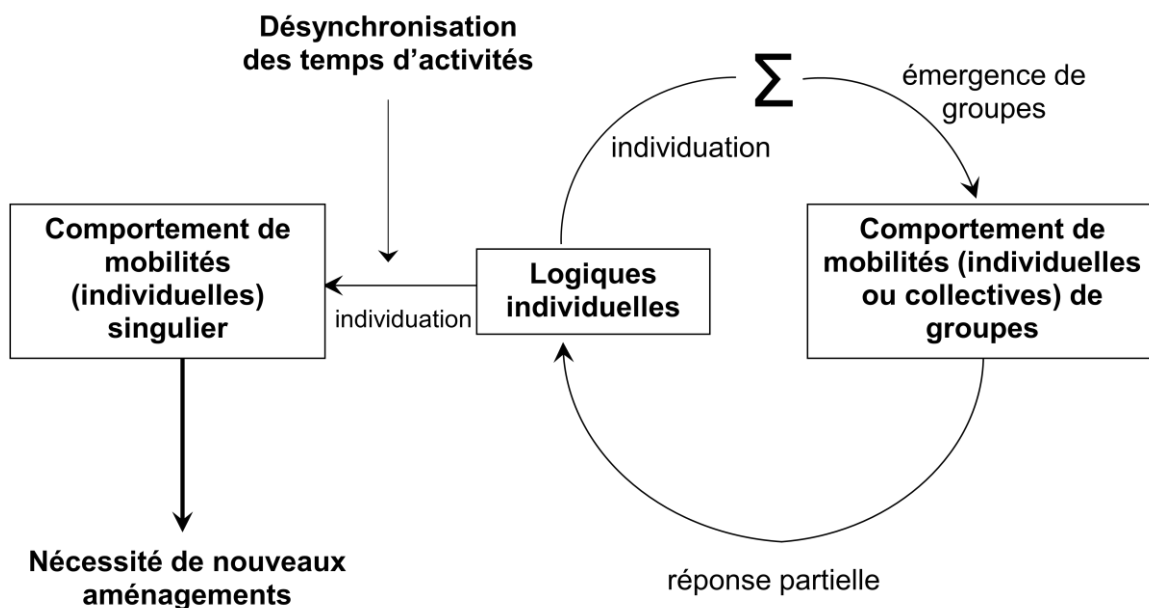 Désynchronisation
des temps d’activités
Σ
émergence de
groupes
individuation
Comportement de
mobilités
(individuelles)
singulier
individuation
Logiques
individuelles
Comportement de
mobilités (individuelles
ou collectives) de
groupes
Nécessité de nouveaux
aménagements
réponse partielle